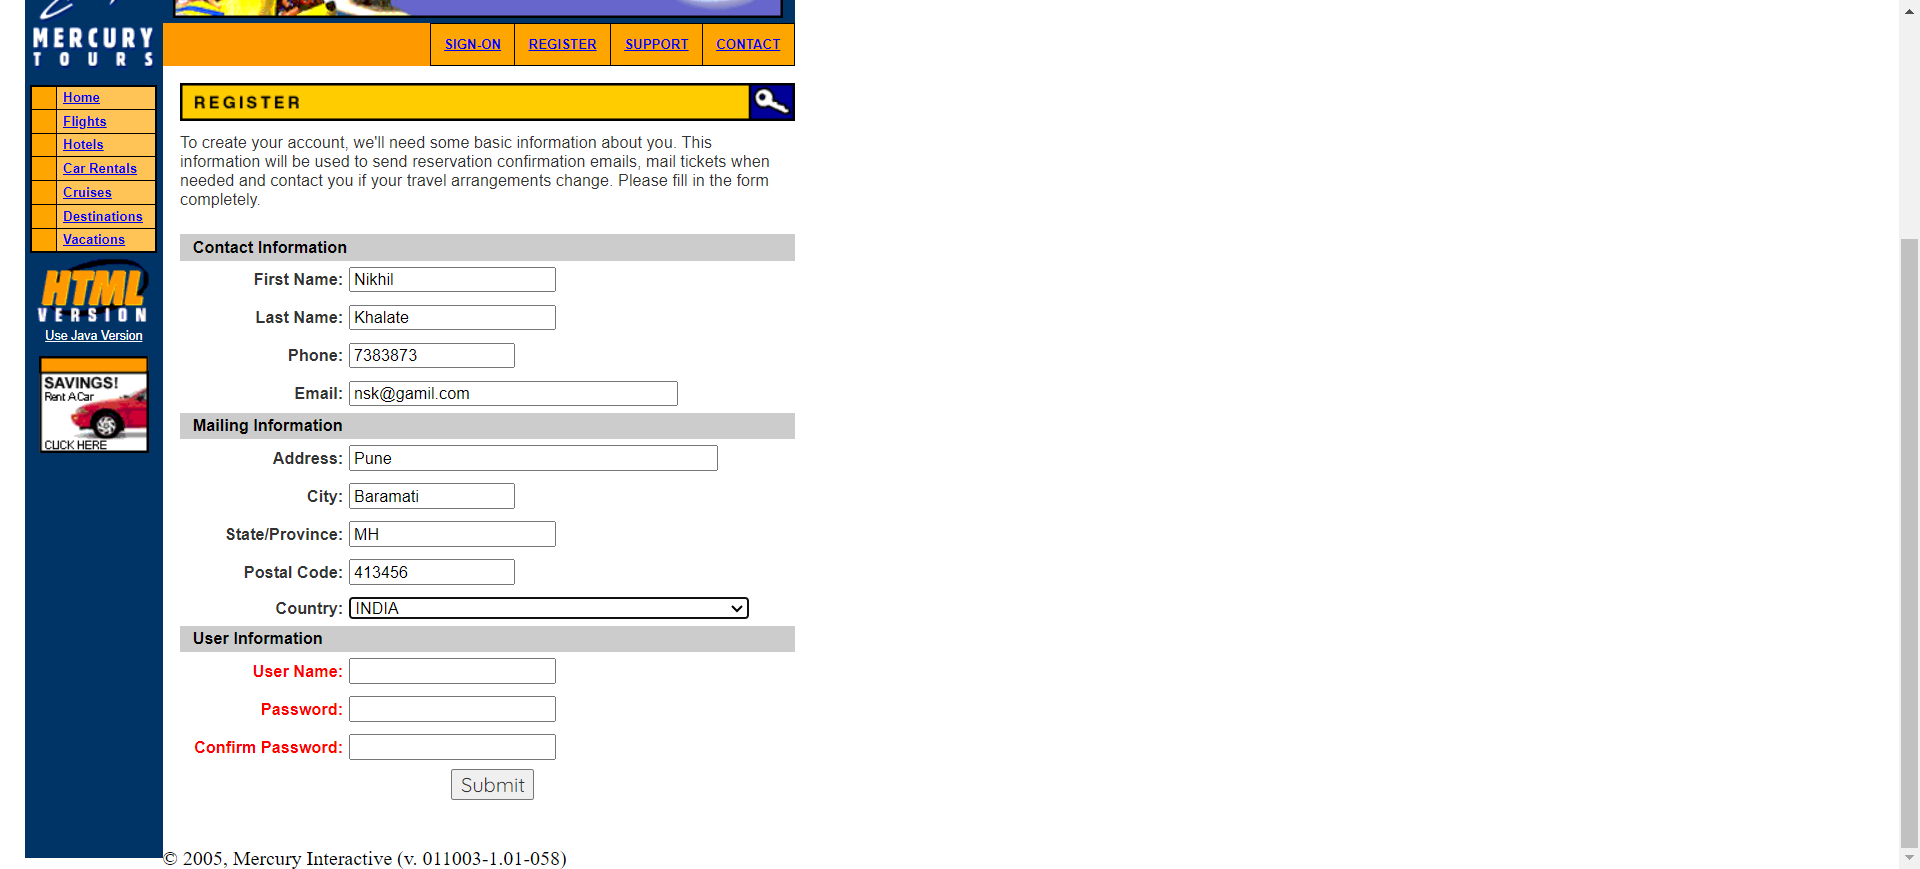 MERCURY
TOURS
SIGN-ON REGISTER SUPPORT CONTACT
Home
Flights
Hotels
Car Rentals
Cruises
Destinations
Vacations
HTML
VERSION
Use Java Version
SAVINGS!
Rent A Car
CLICK HERE
REGISTER
To create your account, we'll need some basic information about you. This
information will be used to send reservation confirmation emails, mail tickets when
needed and contact you if your travel arrangements change. Please fill in the form
completely.
Contact Information
First Name: Nikhil
Last Name: Khalate
Phone: 7383873
Email: nsk@gamil.com
Mailing Information
Address: Pune
City: Baramati
State/Province: MH
Postal Code: 413456
Country: INDIA
User Information
User Name:
Password:
Confirm Password:
Submit
© 2005, Mercury Interactive (v. 011003-1.01-058)